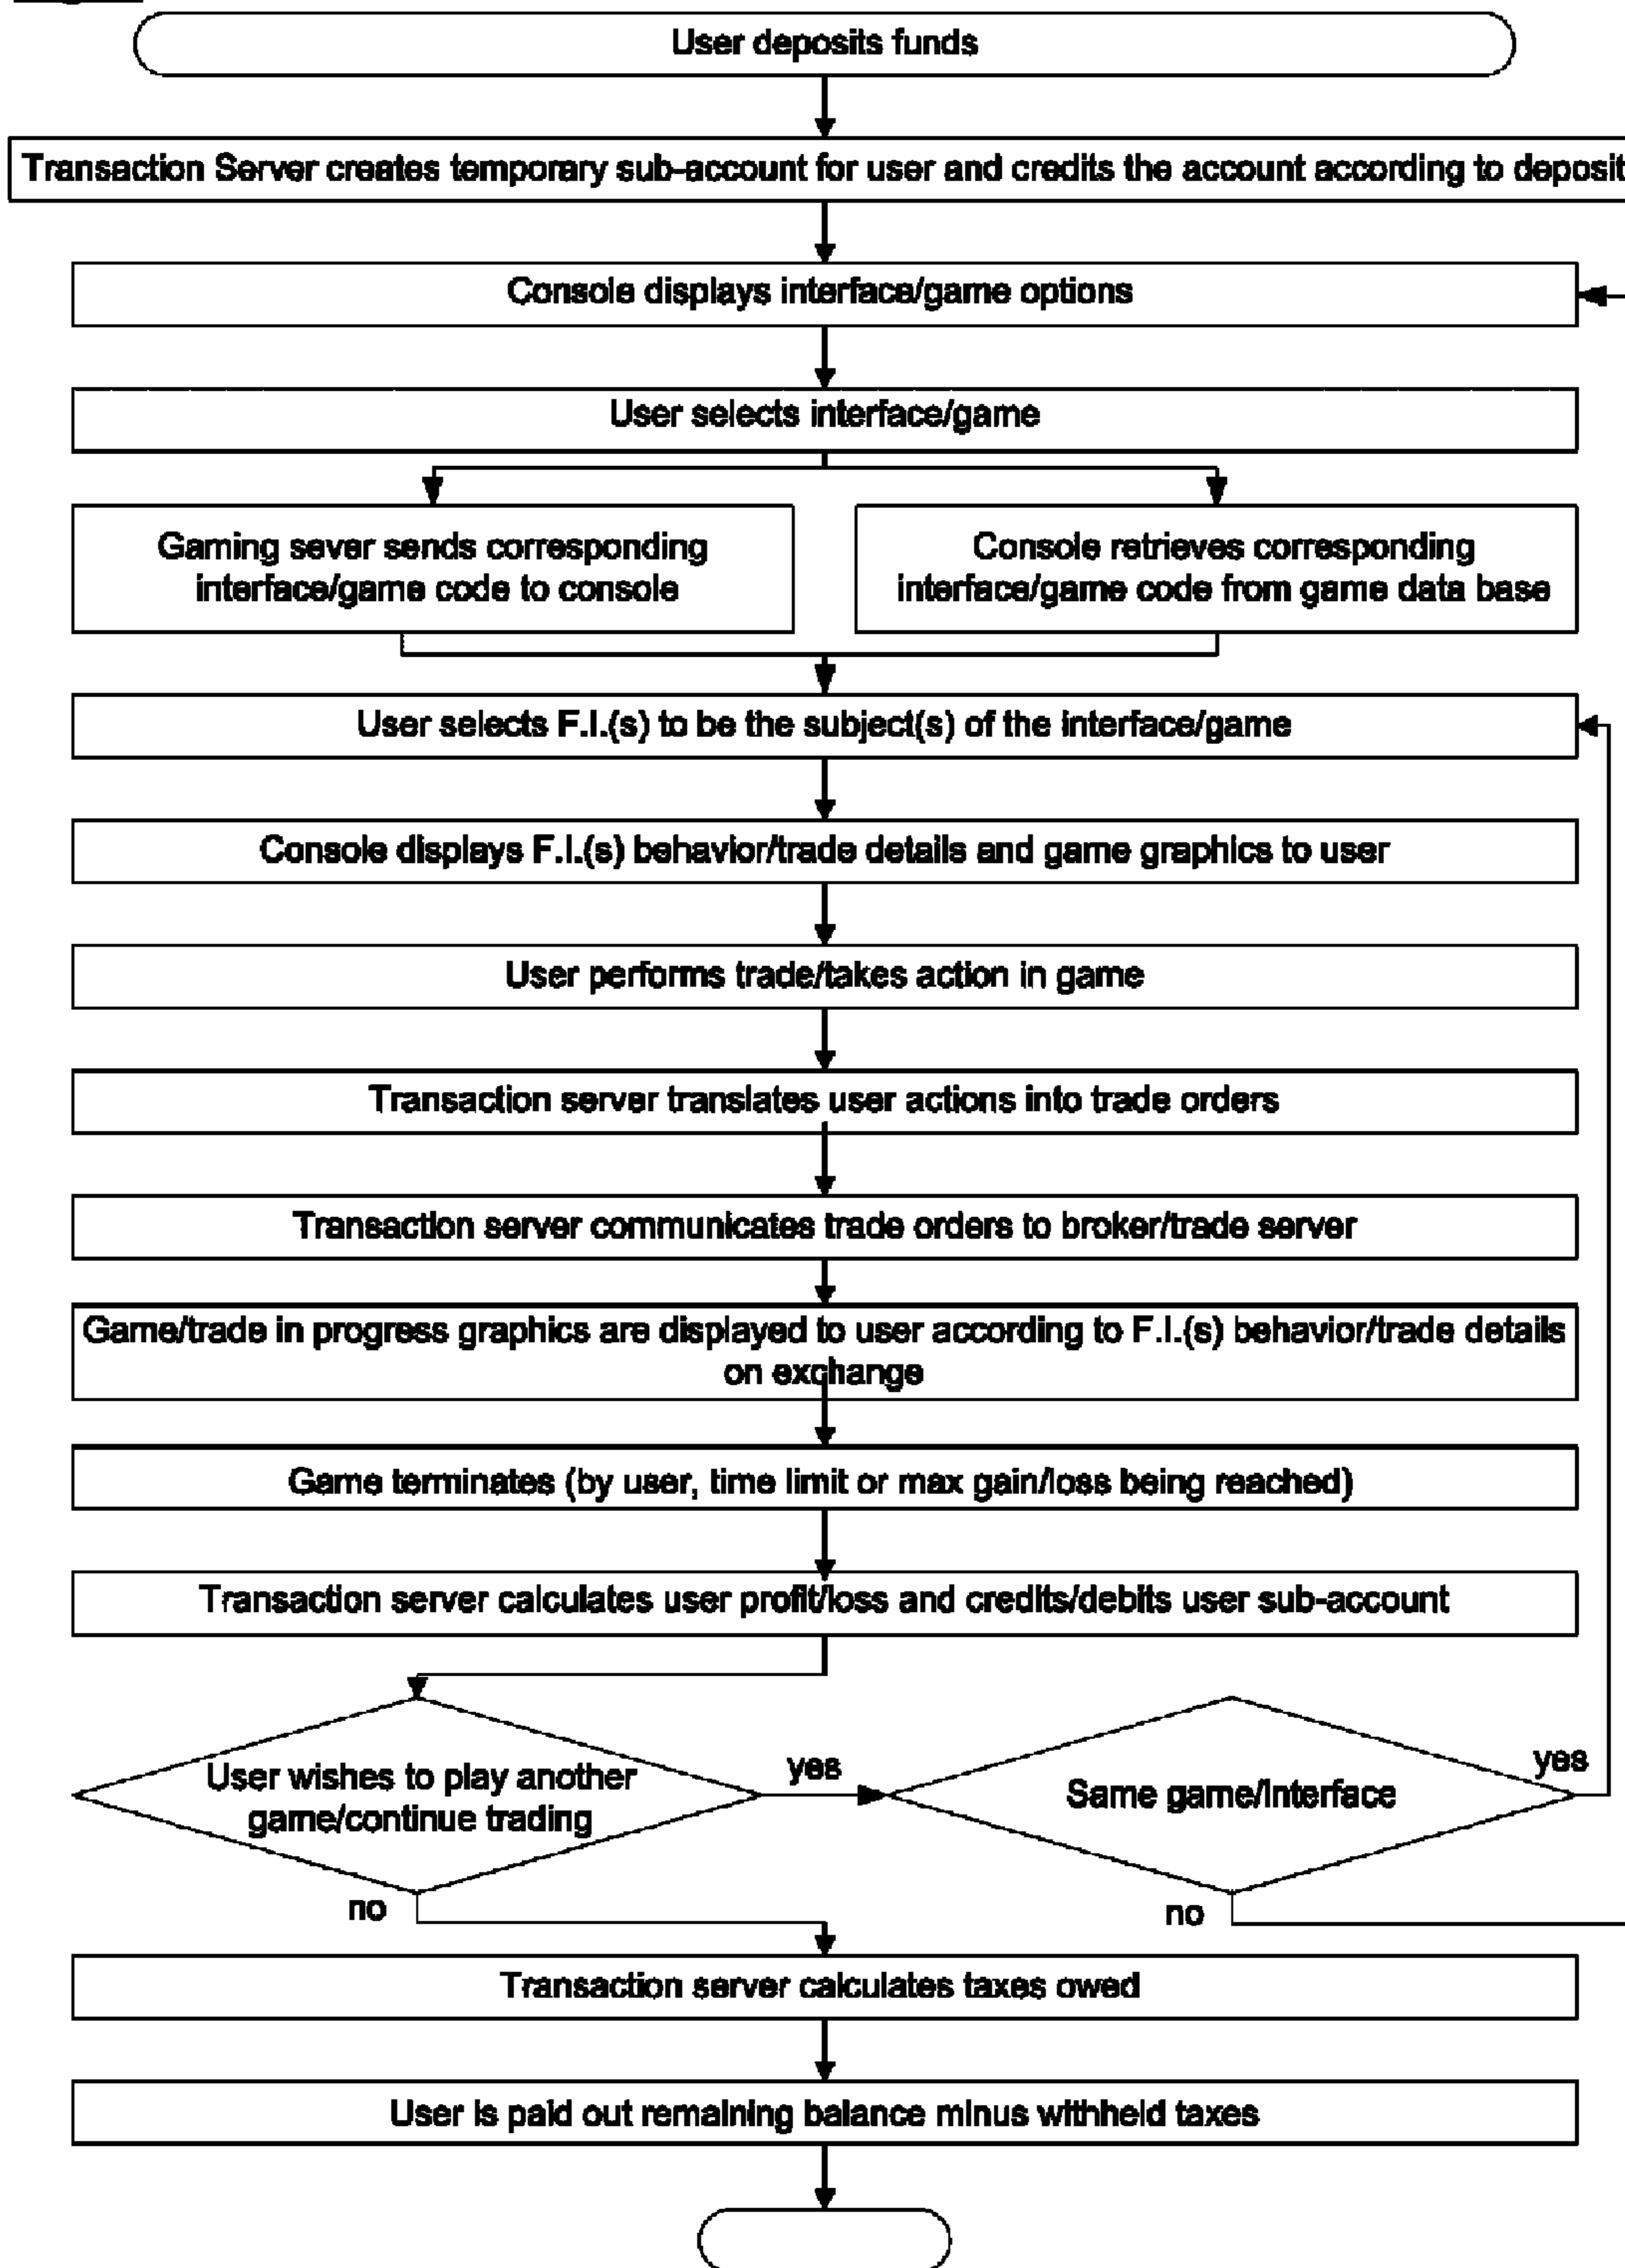 User deposits funds
Transaction Server creates temporary sub-account for user and credits the account according to deposit
Console displays interface/game options
User selects interface/game
Gaming sever sends corresponding
interface/game code to console
Console retrieves corresponding
interface/game code from game data base
User selects F.I.(s) to be the subject(s) of the interface/game
Console displays F.I.(s) behavior/trade details and game graphics to user
User performs trade/takes action in game
Transaction server translates user actions into trade orders
Transaction server communicates trade orders to broker/trade server
Game/trade in progress graphics are displayed to user according to F.I.(s) behavior/trade details
on exchange
Game terminates (by user, time limit or max gain/loss being reached)
Transaction server calculates user profit/loss and credits/debits user sub-account
User wishes to play another
game/continue trading
yes
Same game/Interface
yes
no
no
Transaction server calculates taxes owed
User is paid out remaining balance minus withheld taxes